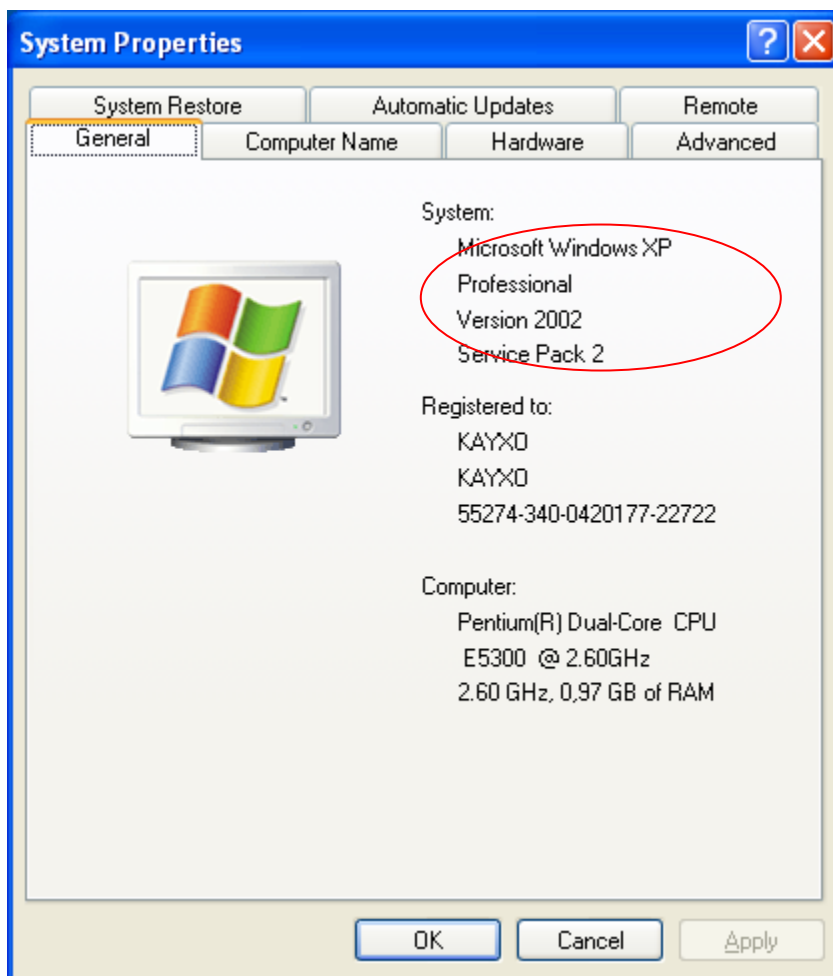 System Properties
System Restore
Automatic Updates
Remote
General
Computer Name
Hardware
Advanced
System:
Microsoft Windows XP
Professional
Version 2002
Service Pack 2
Registered to:
KAYXO
KAYXO
55274-340-0420177-22722
Computer:
Pentium(R) Dual-Core CPU
E5300 @ 2.60GHz
2.60 GHz, 0,97 GB of RAM
OK
Cancel
Apply